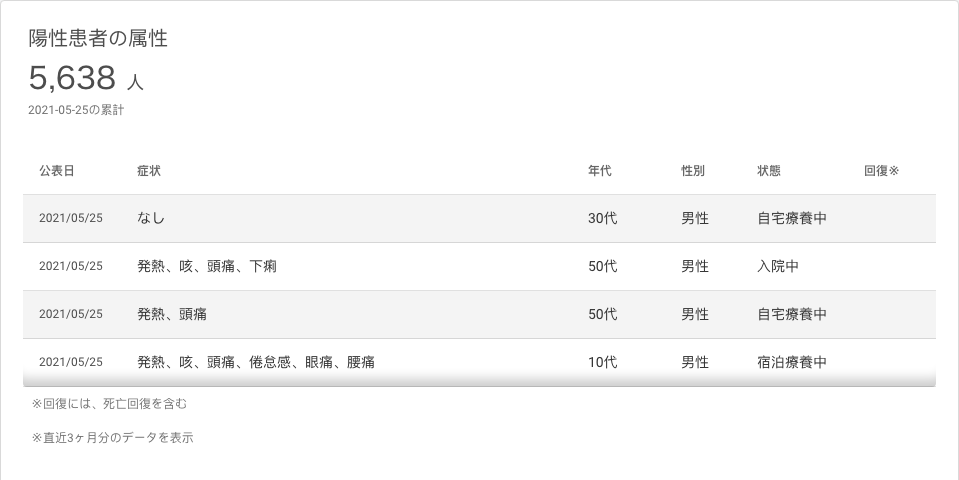 陽性患者の属性
5,638 人
2021-05-25の累計
公表日 症状 年代 性別 状態 回復※
2021/05/25 なし 30代 男性 自宅療養中
2021/05/25 発熱、咳、頭痛、下痢 50代 男性 入院中
2021/05/25 発熱、頭痛 50代 男性 自宅療養中
2021/05/25 発熱、咳、頭痛、倦怠感、眼痛、腰痛 10代 男性 宿泊療養中
※回復には、死亡回復を含む
※直近3ヶ月分のデータを表示